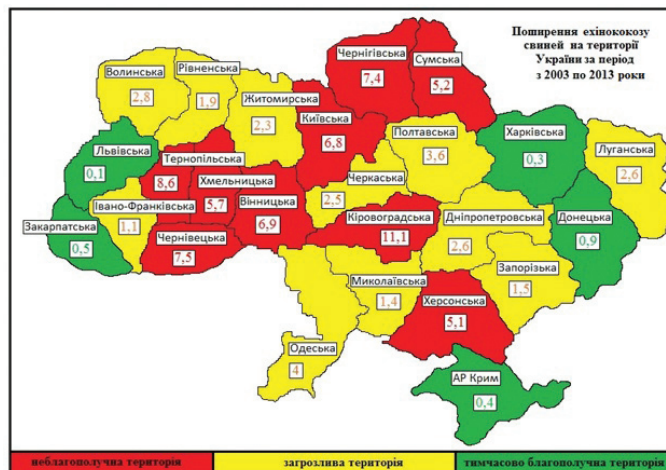 Поширення ехінококозу
свиней на території
України за період
з 2003 по 2013 роки
Чернігівська
7,4
Сумська
5,2
Волинська
2,8
Рівненська
1,9
Житомирська
2,3
Київська
6,8
Полтавська
3,6
Харківська
0,3
Луганська
2,6
Львівська
0,1
Тернопільська
8,6
Хмельницька
5,7
Вінницька
6,9
Черкаська
2,5
Івано-Франківська
1,1
Закарпатська
0,5
Чернівецька
7,5
Кіровоградська
11,1
Дніпропетровська
2,6
Донецька
0,9
Запорізька
1,5
Миколаївська
1,4
Херсонська
5,1
Одеська
4
АР Крим
0,4
неблагополучна територія
загрозлива територія
тимчасово благополучна територія